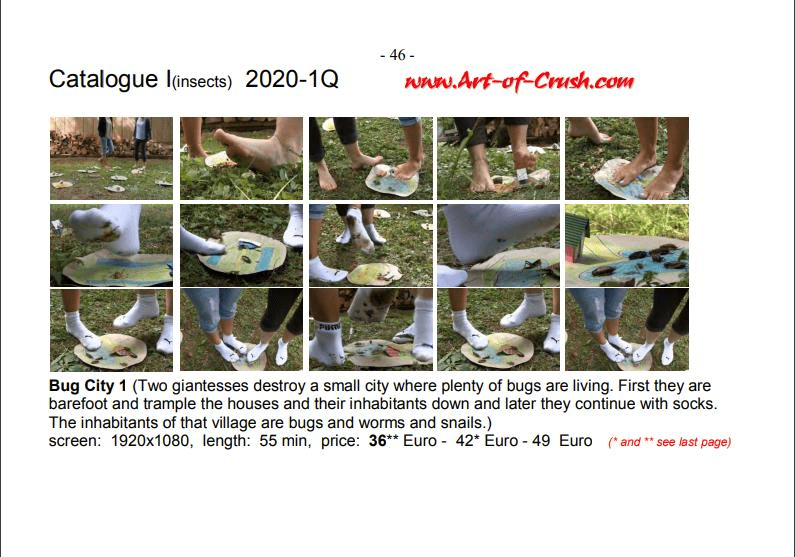 - 46 -
Catalogue I(insects) 2020-1Q www.Art-of-Crush.com
PUMA
Bug City 1 (Two giantesses destroy a small city where plenty of bugs are living. First they are
barefoot and trample the houses and their inhabitants down and later they continue with socks.
The inhabitants of that village are bugs and worms and snails.)
screen: 1920x1080, length: 55 min, price: 36** Euro - 42* Euro - 49 Euro (* and ** see last page)